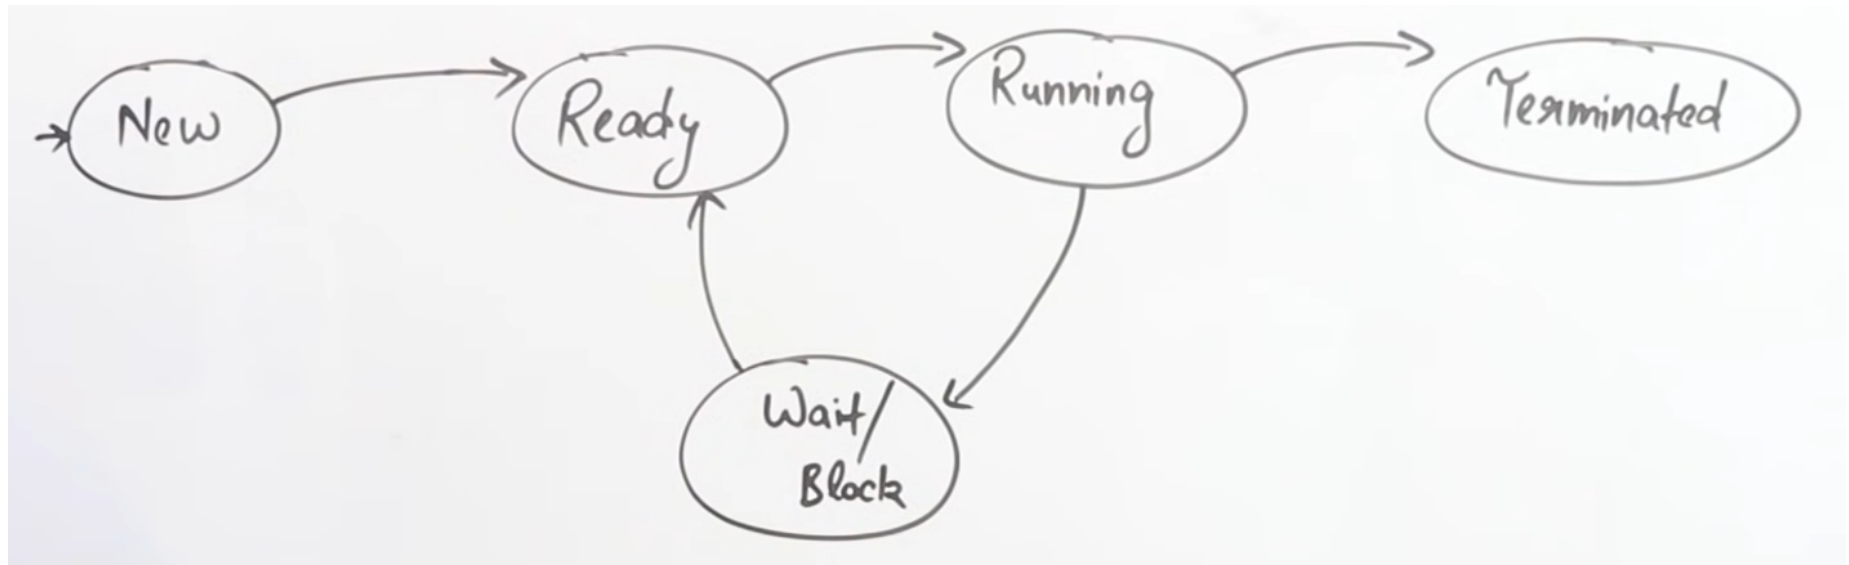 New
Ready
Running
Terminated
Wait/
Block